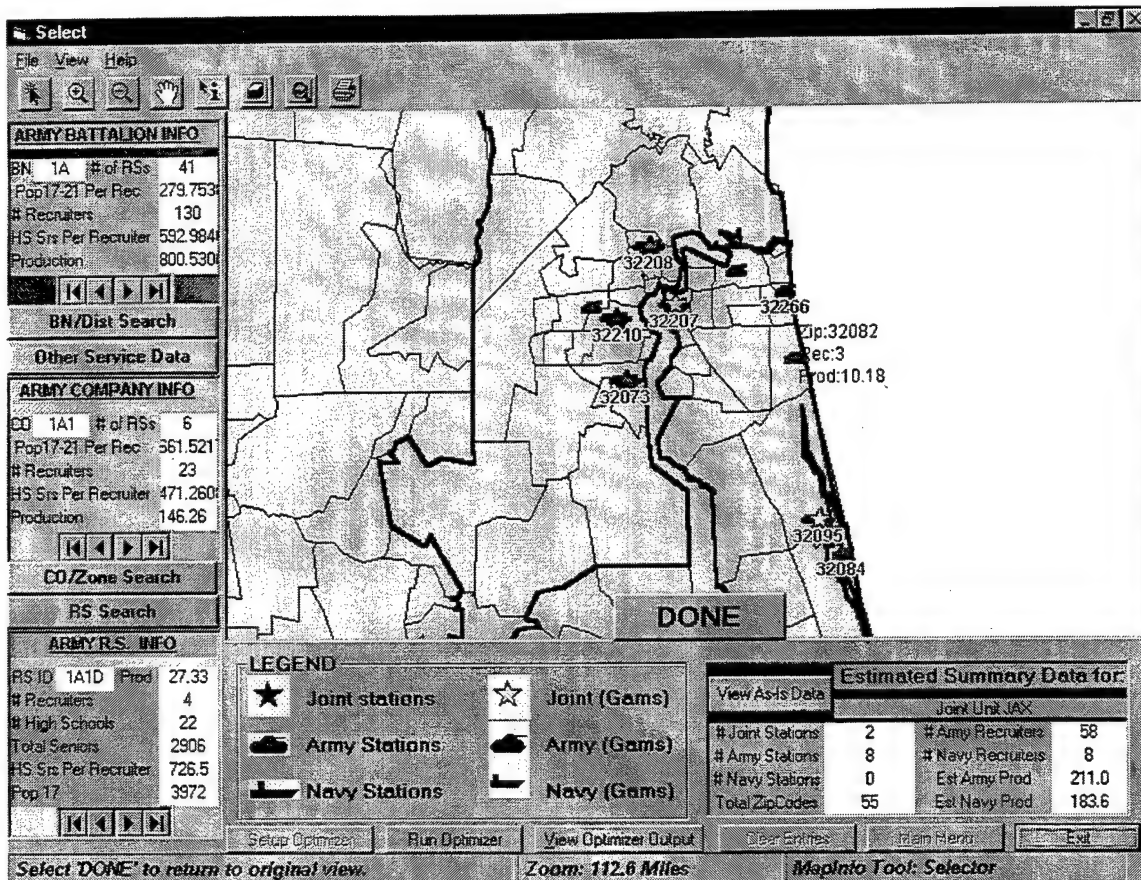 Select
File View Help
ARMY BATTALION INFO
BN 1A # of RSs 41
Pop17-21 Per Rec 279.753
# Recruiters 130
HS Srs Per Recruiter 592.984
Production 800.530
BN/Dist Search
Other Service Data
ARMY COMPANY INFO
CO 1A1 # of RSs 6
Pop17-21 Per Rec 661.521
# Recruiters 23
HS Srs Per Recruiter 471.260
Production 146.26
CO/Zone Search
RS Search
ARMY R.S. INFO
RS ID 1A1D Prod 27.33
# Recruiters 4
# High Schools 22
Total Seniors 2906
HS Srs Per Recruiter 726.5
Pop 17 3972
32208
32266
32207
32210
Zip:32082
Rec:3
Prod:10.18
32073
32095
32084
DONE
LEGEND
Joint stations
Joint (Gams)
Army Stations
Army (Gams)
Navy Stations
Navy (Gams)
View As-Is Data
Estimated Summary Data for:
Joint Unit JAX
# Joint Stations 2 # Army Recruiters 58
# Army Stations 8 # Navy Recruiters 8
# Navy Stations 0 Est Army Prod 211.0
Total ZipCodes 55 Est Navy Prod 183.6
Setup Optimizer Run Optimizer View Optimizer Output Clear Entries Main Menu Exit
Select 'DONE' to return to original view. Zoom: 112.6 Miles MapInfo Tool: Selector